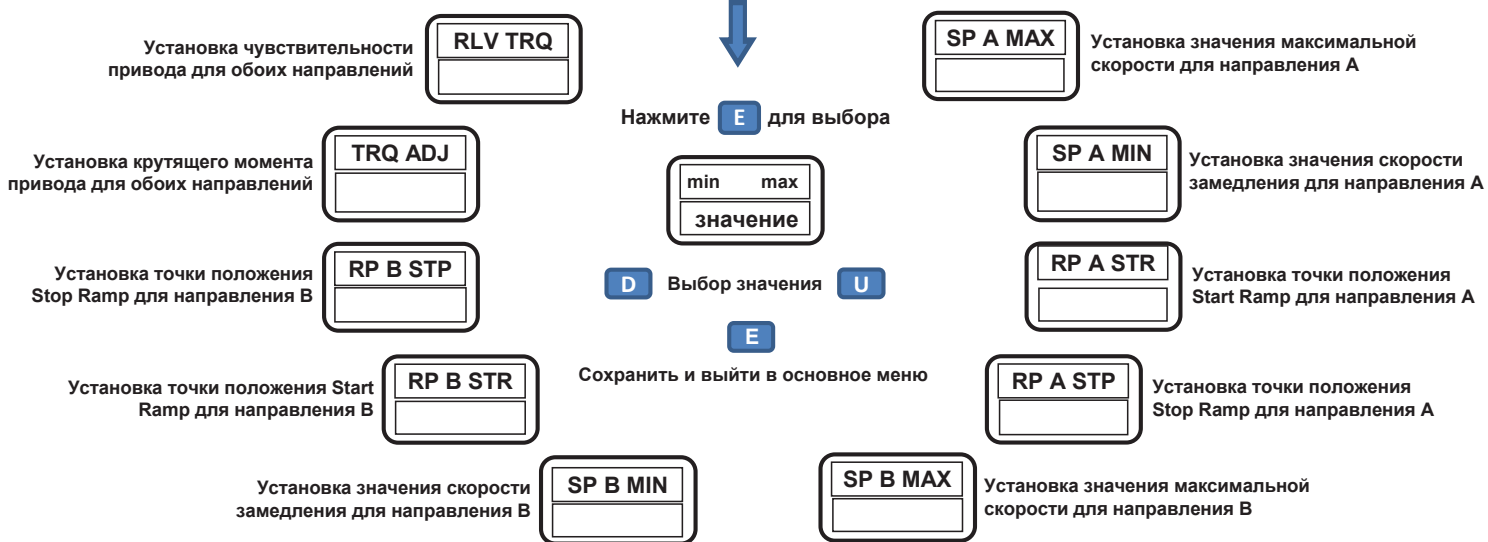 RLV TRQ
Установка чувствительности
привода для обоих направлений
SP A MAX
Установка значения максимальной
скорости для направления А
Нажмите E для выбора
TRQ ADJ
Установка крутящего момента
привода для обоих направлений
min max
значение
SP A MIN
Установка значения скорости
замедления для направления А
RP B STP
Установка точки положения
Stop Ramp для направления В
D Выбор значения U
RP A STR
Установка точки положения
Start Ramp для направления А
E
Сохранить и выйти в основное меню
RP B STR
Установка точки положения Start
Ramp для направления В
RP A STP
Установка точки положения
Stop Ramp для направления А
SP B MIN
Установка значения скорости
замедления для направления В
SP B MAX
Установка значения максимальной
скорости для направления В